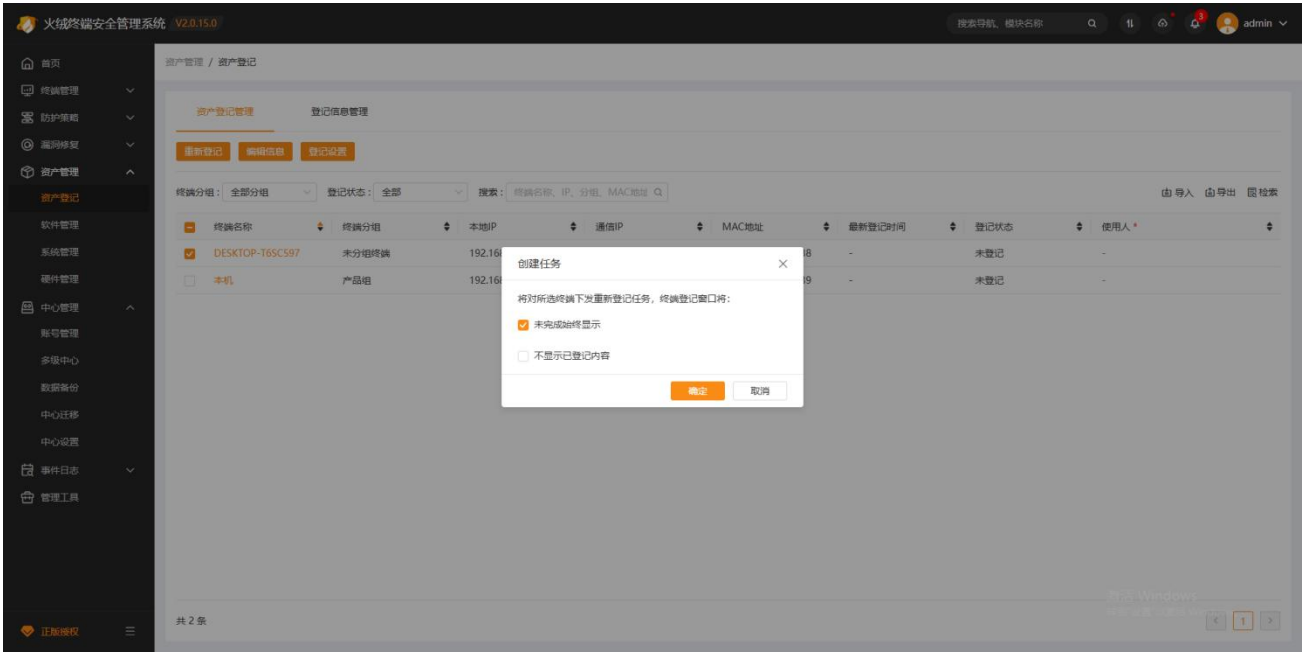 火绒终端安全管理系统 V2.0.15.0 搜索导航、模块名称 3 admin
首页 资产管理 / 资产登记
终端管理
资产登记管理 登记信息管理
防护策略
漏洞修复 重新登记 编辑信息 登记设置
资产管理
资产登记 终端分组: 全部分组 登记状态: 全部 搜索: 终端名称、IP、分组、MAC地址 导入 导出 检索
软件管理 终端名称 终端分组 本地IP 通信IP MAC地址 最新登记时间 登记状态 使用人 *
系统管理 DESKTOP-T6SC597 未分组终端 192.16 38 - 未登记 -
硬件管理 本机 产品组 192.16 39 - 未登记 -
创建任务
将对所选终端下发重新登记任务,终端登记窗口将:
未完成始终显示
不显示已登记内容
确定 取消
中心管理
账号管理
多级中心
数据备份
中心迁移
中心设置
事件日志
管理工具
激活 Windows
共 2 条 1
正版授权